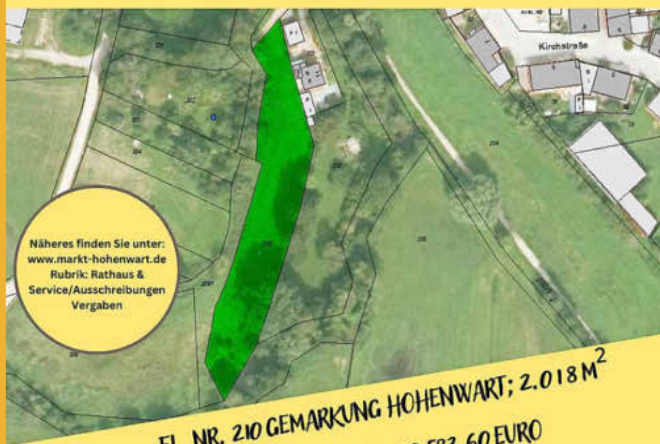 Kirchstraße
Näheres finden Sie unter:
www.markt-hohenwart.de
Rubrik: Rathaus &
Service/Ausschreibungen
Vergaben
FL. NR. 210 GEMARKUNG HOHENWART; 2.018 M²
60 EURO